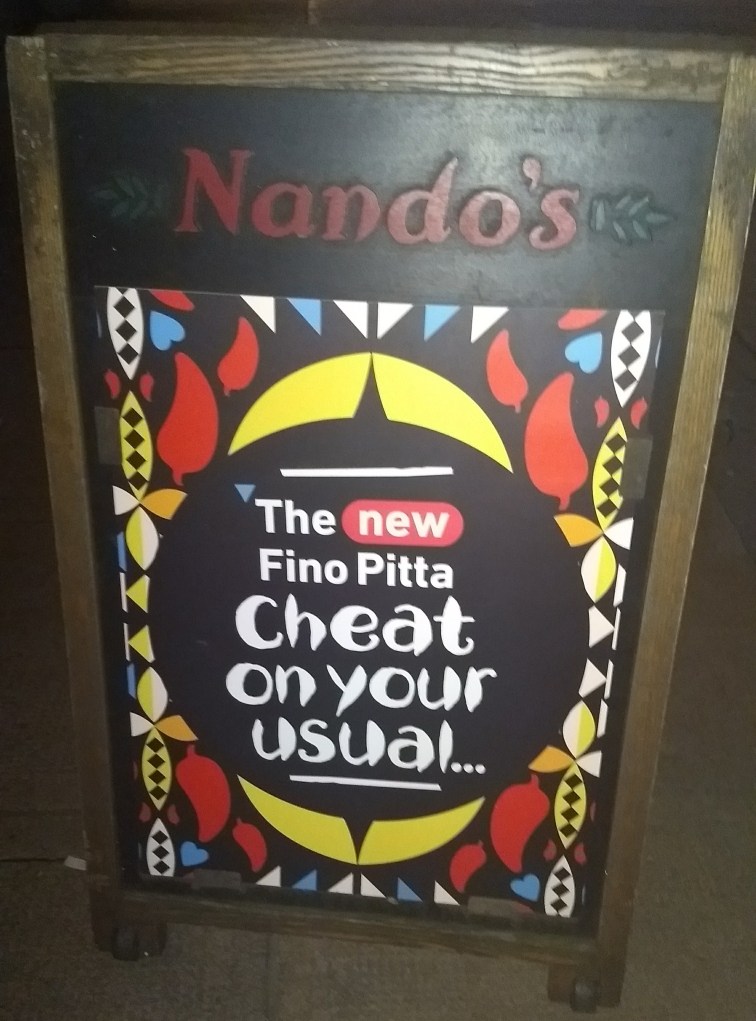 Nando's
The new
Fino Pitta
Cheat
on your
usual...